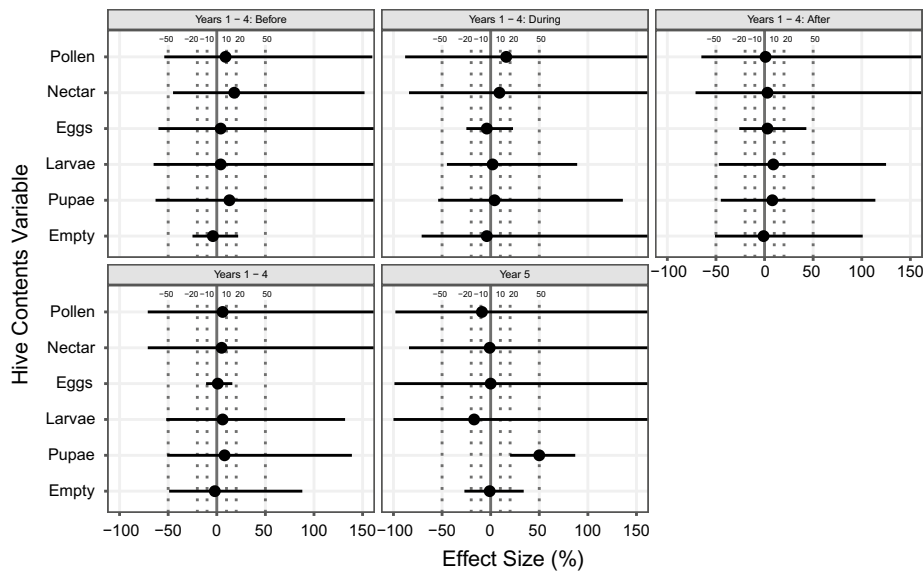 Years 1 − 4: Before
Years 1 − 4: During
Years 1 − 4: After
−50 −20 −10 10 20 50
−50 −20 −10 10 20 50
−50 −20 −10 10 20 50
Pollen
Nectar
Eggs
Larvae
Pupae
Empty
−100 −50 0 50 100 150
Hive Contents Variable
Years 1 − 4
Year 5
−50 −20 −10 10 20 50
−50 −20 −10 10 20 50
Pollen
Nectar
Eggs
Larvae
Pupae
Empty
−100 −50 0 50 100 150
−100 −50 0 50 100 150
Effect Size (%)